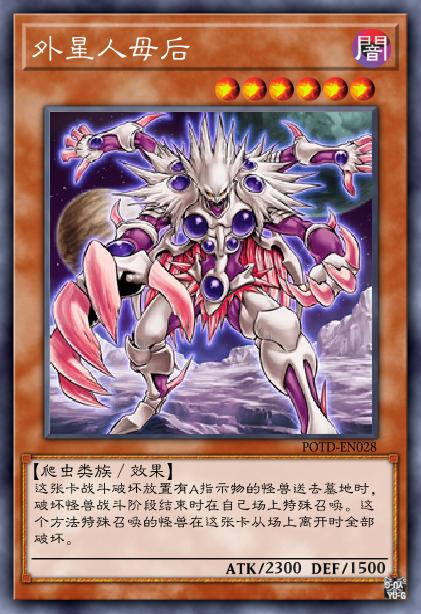 外星人母后
闇
POTD-EN028
【爬虫类族／效果】
这张卡战斗破坏放置有A指示物的怪兽送去墓地时，
破坏怪兽战斗阶段结束时在自己场上特殊召唤。这
个方法特殊召唤的怪兽在这张卡从场上离开时全部
破坏。
ATK/2300 DEF/1500